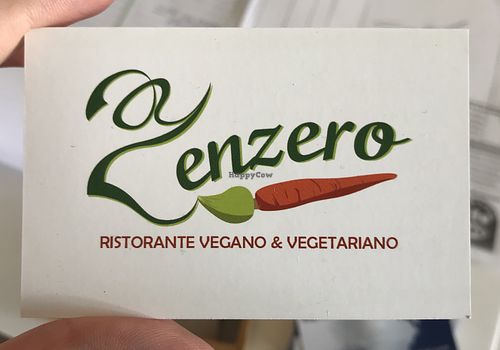 Zenzero
HappyCow
RISTORANTE VEGANO & VEGETARIANO